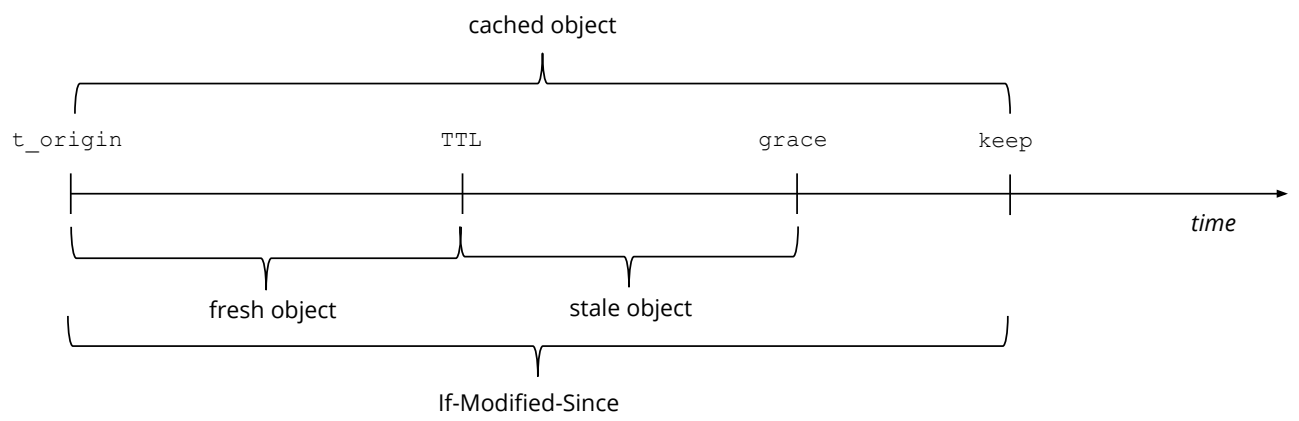 cached object
t_origin TTL grace keep
time
fresh object stale object
If-Modified-Since